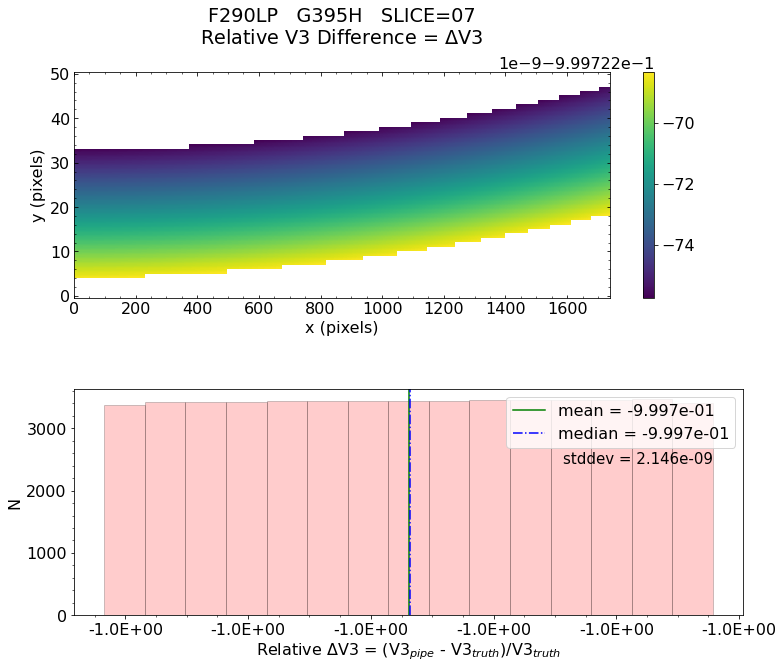 F290LP G395H SLICE=07
Relative V3 Difference = ΔV3
1e−9−9.99722e−1
50
40
30
20
10
0
y (pixels)
−70
−72
−74
0 200 400 600 800 1000 1200 1400 1600
x (pixels)
3000
2000
1000
0
N
mean = -9.997e-01
median = -9.997e-01
stddev = 2.146e-09
-1.0E+00 -1.0E+00 -1.0E+00 -1.0E+00 -1.0E+00 -1.0E+00
Relative ΔV3 = (V3pipe - V3truth)/V3truth